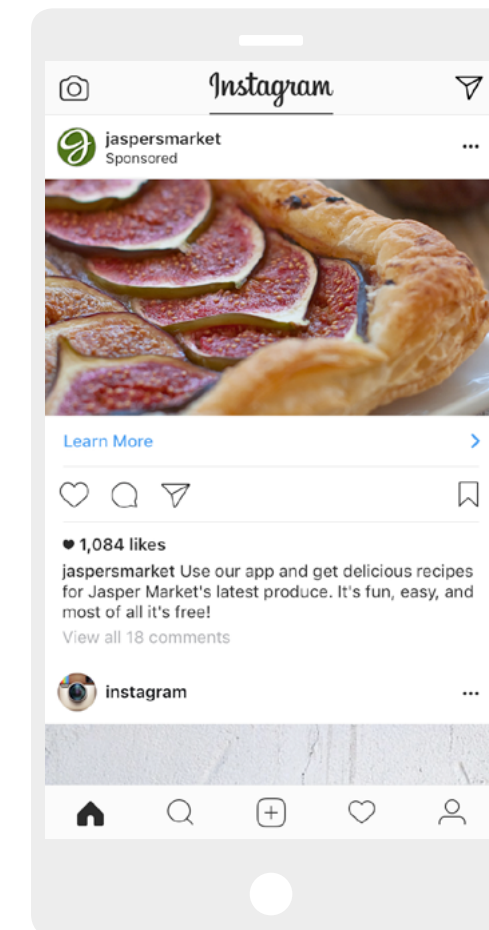 Instagram
jaspersmarket
Sponsored
Learn More
1,084 likes
jaspersmarket Use our app and get delicious recipes
for Jasper Market's latest produce. It's fun, easy, and
most of all it's free!
View all 18 comments
instagram